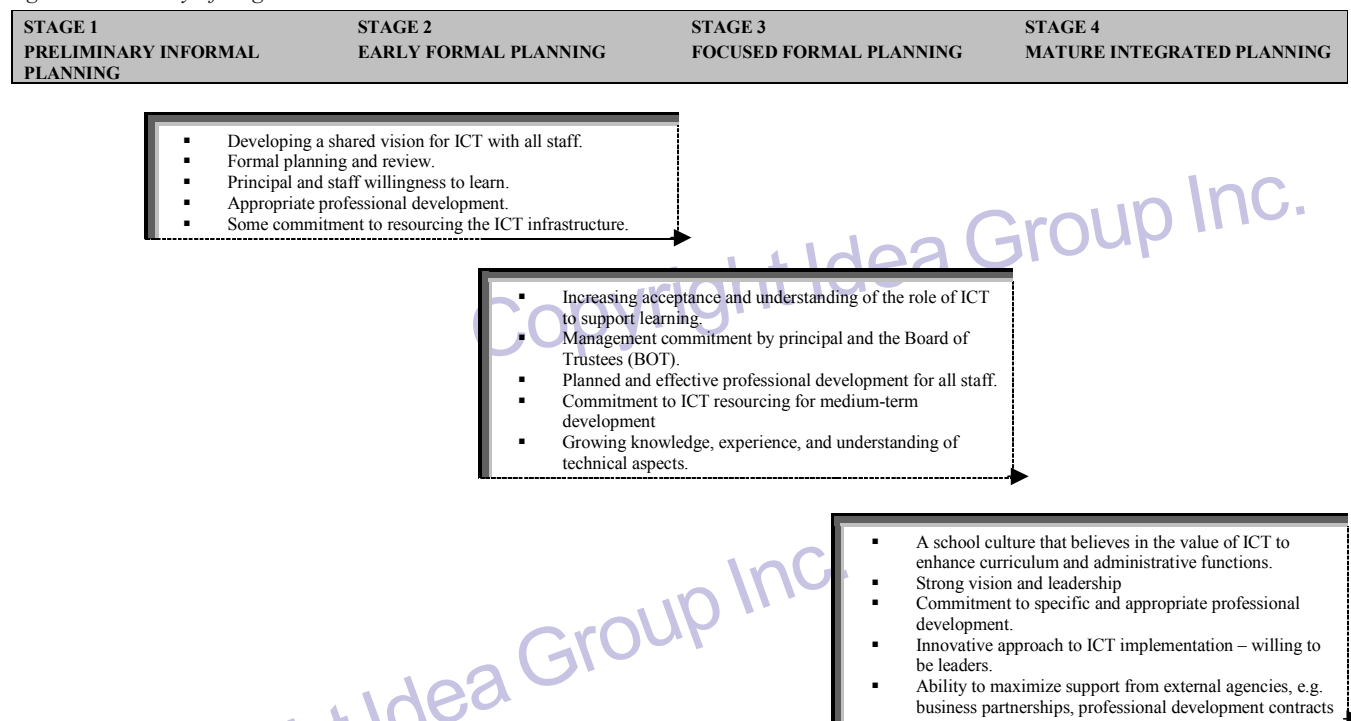 STAGE 1
PRELIMINARY INFORMAL
PLANNING
STAGE 2
EARLY FORMAL PLANNING
STAGE 3
FOCUSED FORMAL PLANNING
STAGE 4
MATURE INTEGRATED PLANNING
▪ Developing a shared vision for ICT with all staff.
▪ Formal planning and review.
▪ Principal and staff willingness to learn.
▪ Appropriate professional development.
▪ Some commitment to resourcing the ICT infrastructure.
▪ Increasing acceptance and understanding of the role of ICT
to support learning.
▪ Management commitment by principal and the Board of
Trustees (BOT).
▪ Planned and effective professional development for all staff.
▪ Commitment to ICT resourcing for medium-term
development
▪ Growing knowledge, experience, and understanding of
technical aspects.
▪ A school culture that believes in the value of ICT to
enhance curriculum and administrative functions.
▪ Strong vision and leadership
▪ Commitment to specific and appropriate professional
development.
▪ Innovative approach to ICT implementation – willing to
be leaders.
▪ Ability to maximize support from external agencies, e.g.
business partnerships, professional development contracts
Copyright Idea Group Inc.
Idea Group Inc.